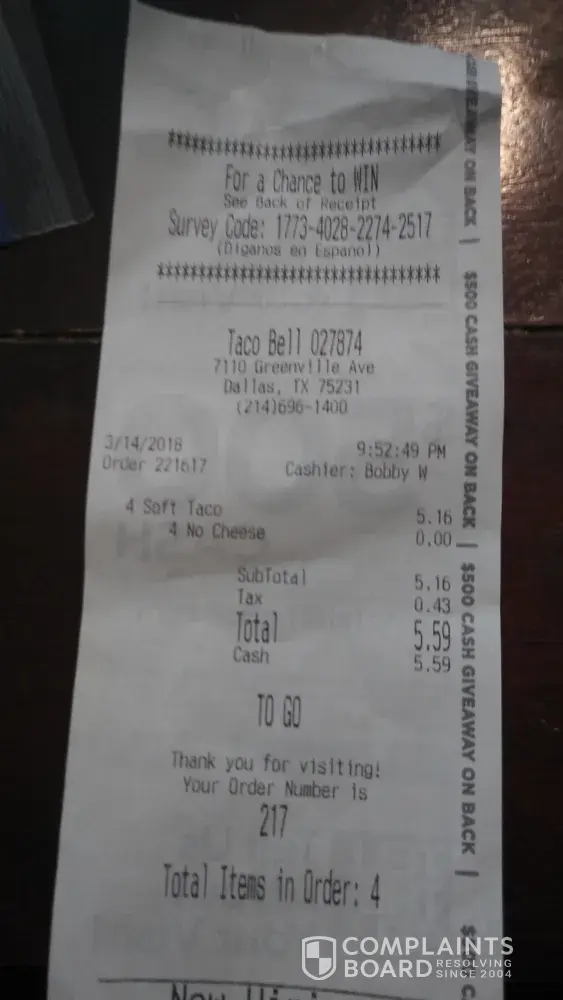 ************************************
For a Chance to WIN
See Back of Receipt
Survey Code: 1773-4028-2274-2517
(Diganos en Espanol)
************************************
Taco Bell 027874
7110 Greenville Ave
Dallas, TX 75231
(214)696-1400
3/14/2018 9:52:49 PM
Order 221617 Cashier: Bobby W
4 Soft Taco 5.16
4 No Cheese 0.00
SubTotal 5.16
Tax 0.43
Total 5.59
Cash 5.59
TO GO
Thank you for visiting!
Your Order Number is
217
Total Items in Order: 4
ON BACK | $500 CASH GIVEAWAY ON BACK | $500 CASH GIVEAWAY ON BACK |
COMPLAINTS
BOARD RESOLVING
SINCE 2004